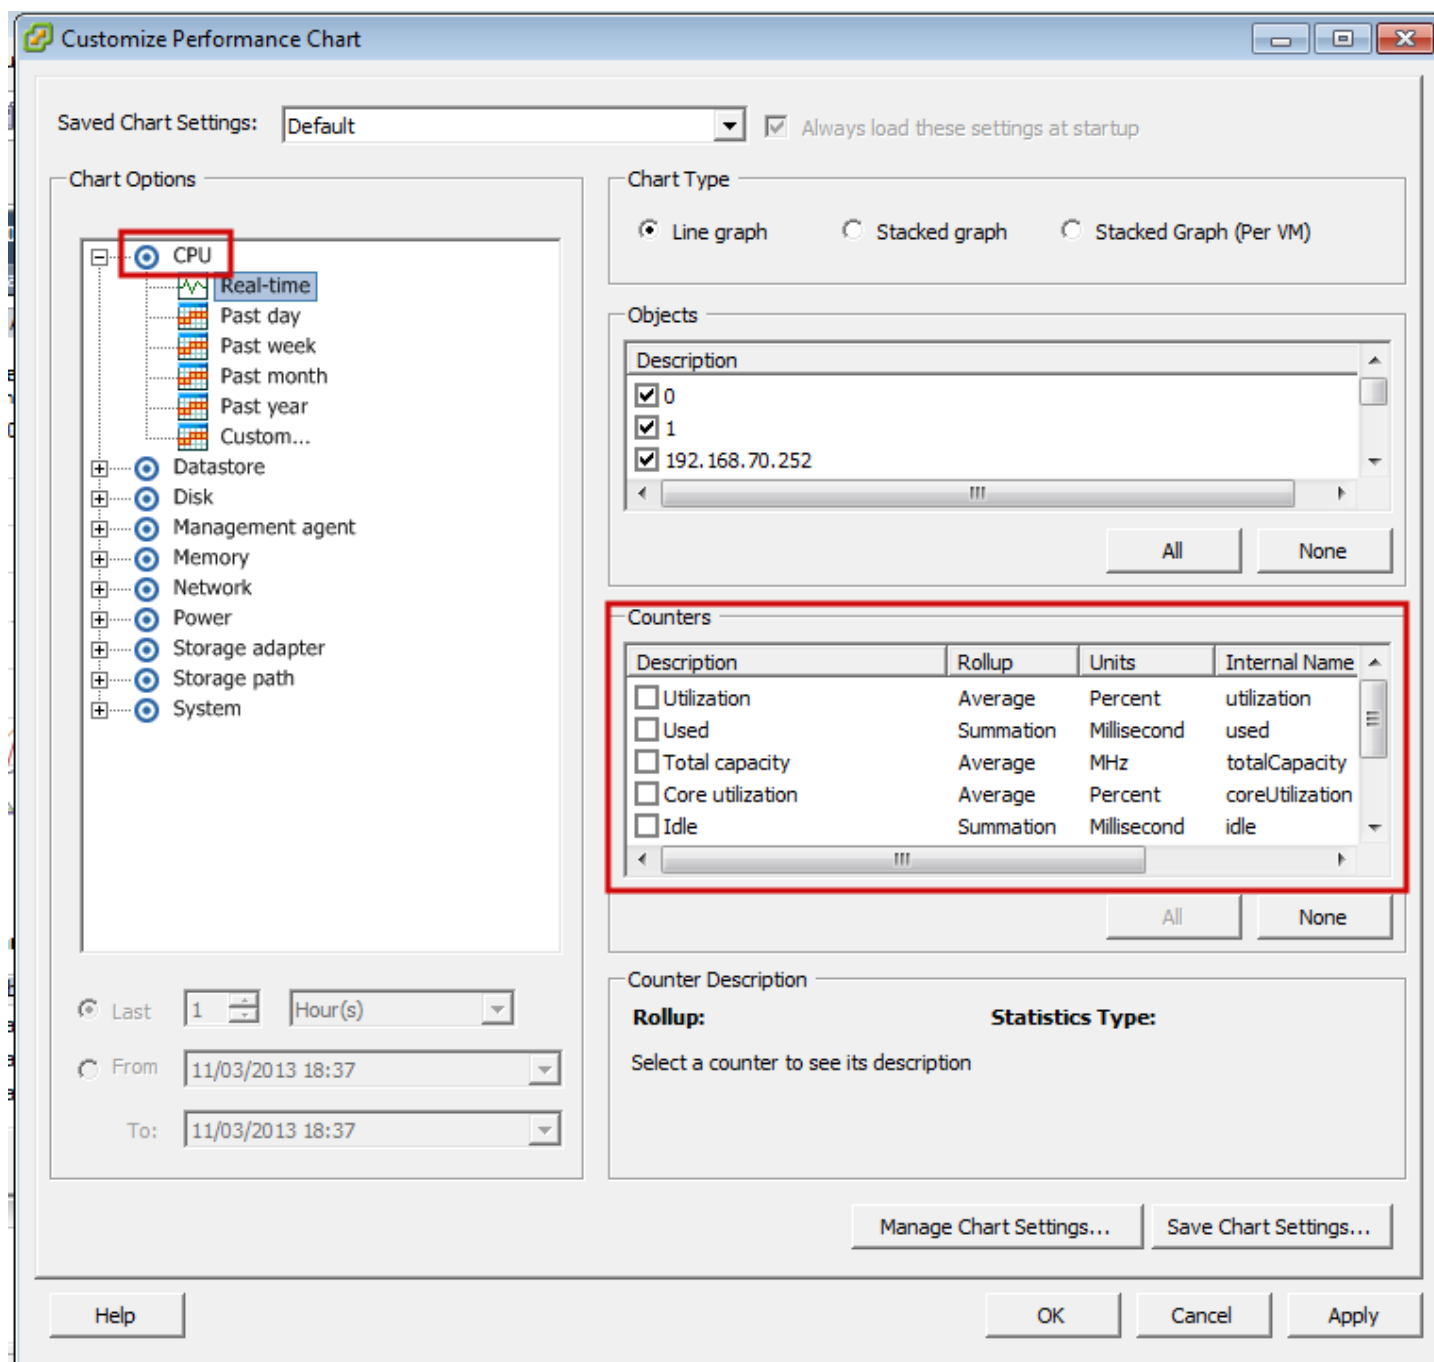 Customize Performance Chart
Saved Chart Settings: Default Always load these settings at startup
Chart Options
CPU
Real-time
Past day
Past week
Past month
Past year
Custom...
Datastore
Disk
Management agent
Memory
Network
Power
Storage adapter
Storage path
System
Last 1 Hour(s)
From 11/03/2013 18:37
To: 11/03/2013 18:37
Chart Type
Line graph Stacked graph Stacked Graph (Per VM)
Objects
Description
0
1
192.168.70.252
All None
Counters
Description Rollup Units Internal Name
Utilization Average Percent utilization
Used Summation Millisecond used
Total capacity Average MHz totalCapacity
Core utilization Average Percent coreUtilization
Idle Summation Millisecond idle
All None
Counter Description
Rollup: Statistics Type:
Select a counter to see its description
Manage Chart Settings... Save Chart Settings...
Help OK Cancel Apply